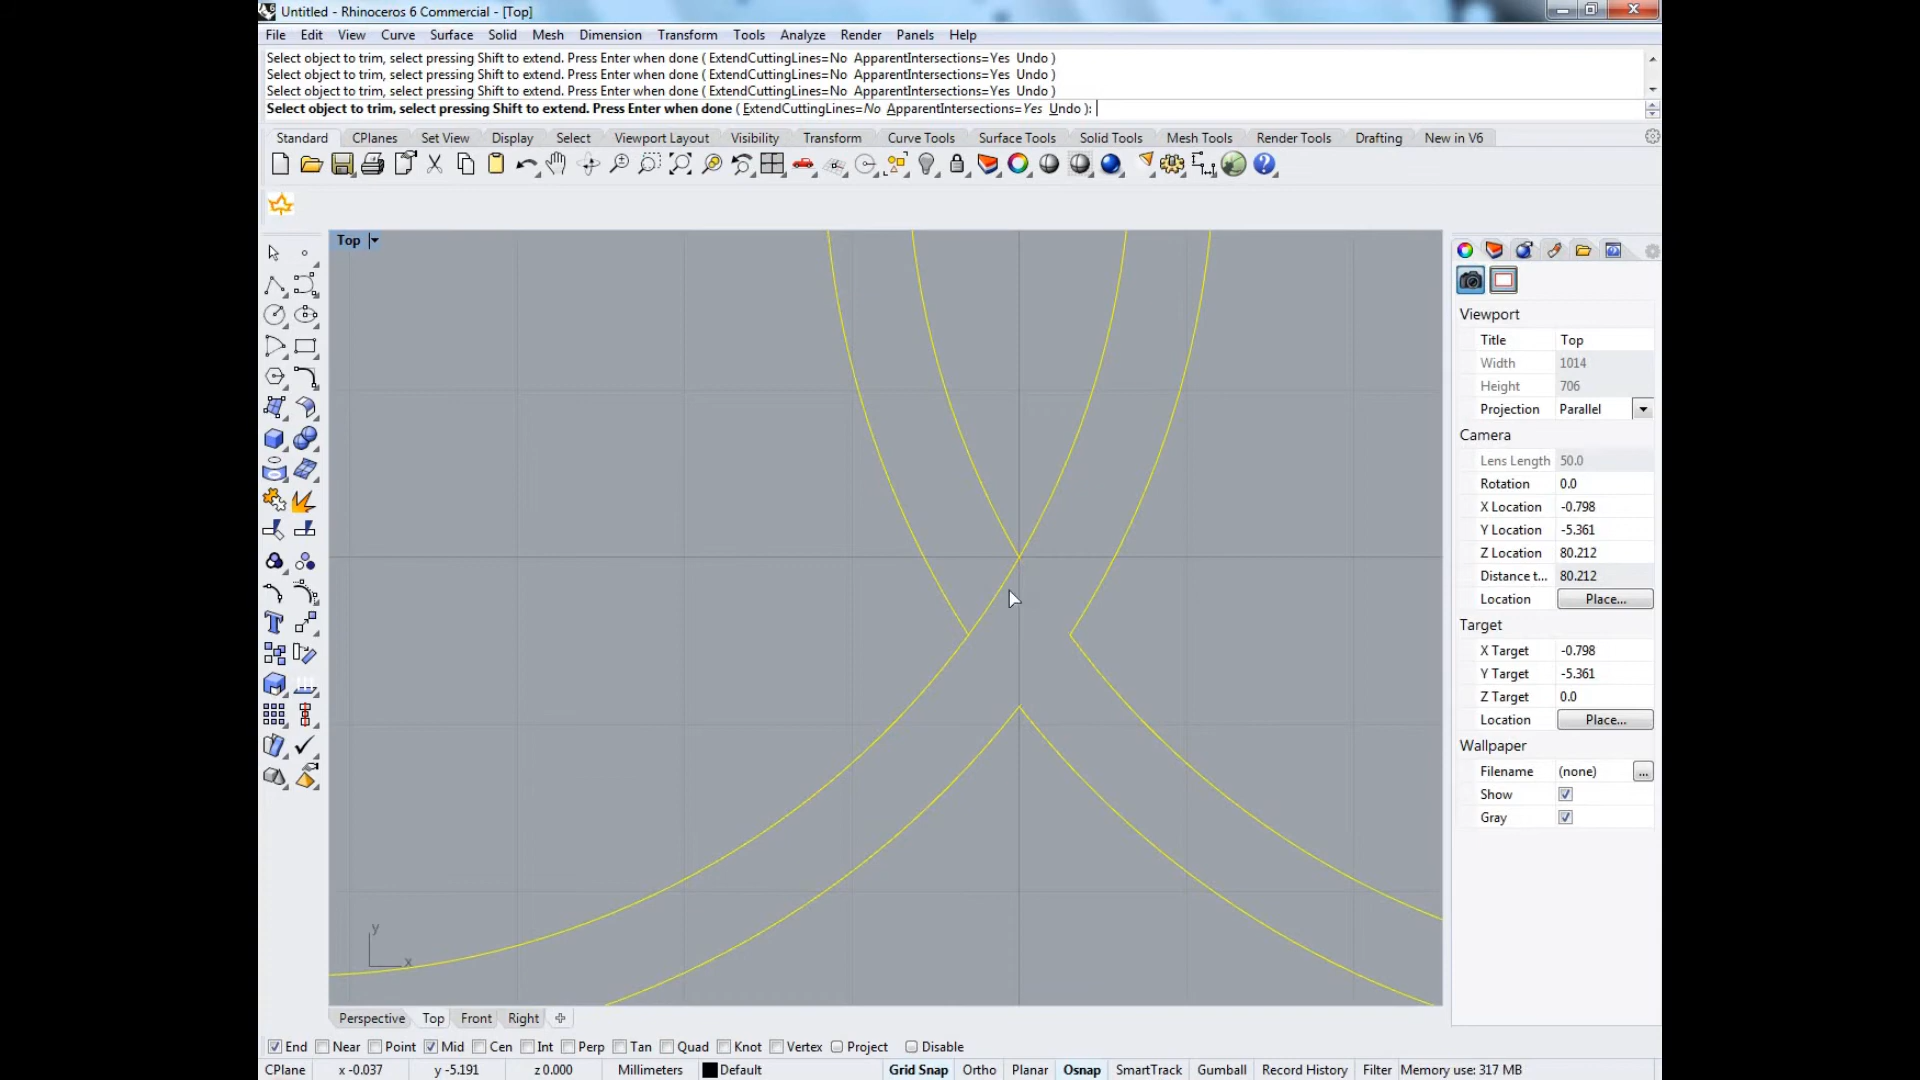 Untitled - Rhinoceros 6 Commercial - [Top]
File Edit View Curve Surface Solid Mesh Dimension Transform Tools Analyze Render Panels Help
Select object to trim, select pressing Shift to extend. Press Enter when done ( ExtendCuttingLines=No ApparentIntersections=Yes Undo )
Select object to trim, select pressing Shift to extend. Press Enter when done ( ExtendCuttingLines=No ApparentIntersections=Yes Undo )
Select object to trim, select pressing Shift to extend. Press Enter when done ( ExtendCuttingLines=No ApparentIntersections=Yes Undo )
Select object to trim, select pressing Shift to extend. Press Enter when done ( ExtendCuttingLines=No ApparentIntersections=Yes Undo ):
Standard CPlanes Set View Display Select Viewport Layout Visibility Transform Curve Tools Surface Tools Solid Tools Mesh Tools Render Tools Drafting New in V6
Top
Viewport
Title Top
Width 1014
Height 706
Projection Parallel
Camera
Lens Length 50.0
Rotation 0.0
X Location -0.798
Y Location -5.361
Z Location 80.212
Distance t... 80.212
Location Place...
Target
X Target -0.798
Y Target -5.361
Z Target 0.0
Location Place...
Wallpaper
Filename (none) ...
Show
Gray
y
x
Perspective Top Front Right
End Near Point Mid Cen Int Perp Tan Quad Knot Vertex Project Disable
CPlane x -0.037 y -5.191 z 0.000 Millimeters Default Grid Snap Ortho Planar Osnap SmartTrack Gumball Record History Filter Memory use: 317 MB